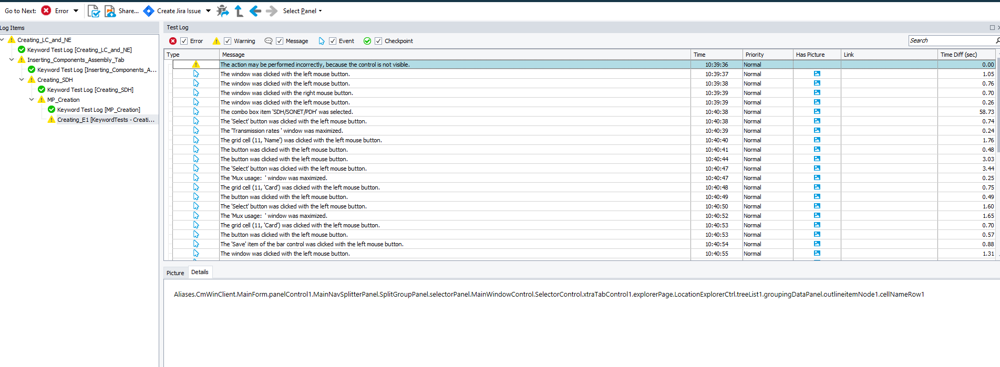 Go to Next: Error Share... Create Jira Issue Select Panel
Log Items
Creating_LC_and_NE
Keyword Test Log [Creating_LC_and_NE]
Inserting_Components_Assembly_Tab
Keyword Test Log [Inserting_Components_A...
Creating_SDH
Keyword Test Log [Creating_SDH]
MP_Creation
Keyword Test Log [MP_Creation]
Creating_E1 [KeywordTests - Creati...
Test Log
Error Warning Message Event Checkpoint Search
Type Message Time Priority Has Picture Link Time Diff (sec)
The action may be performed incorrectly, because the control is not visible. 10:39:36 Normal 0.00
The window was clicked with the left mouse button. 10:39:37 Normal 1.05
The window was clicked with the left mouse button. 10:39:38 Normal 0.76
The window was clicked with the right mouse button. 10:39:39 Normal 0.70
The window was clicked with the left mouse button. 10:39:39 Normal 0.26
The combo box item 'SDH/SONET/PDH' was selected. 10:40:38 Normal 58.73
The 'Select' button was clicked with the left mouse button. 10:40:38 Normal 0.74
The 'Transmission rates ' window was maximized. 10:40:39 Normal 0.24
The grid cell (11, 'Name') was clicked with the left mouse button. 10:40:40 Normal 1.76
The button was clicked with the left mouse button. 10:40:41 Normal 0.48
The button was clicked with the left mouse button. 10:40:44 Normal 3.03
The 'Select' button was clicked with the left mouse button. 10:40:47 Normal 3.44
The 'Mux usage:  ' window was maximized. 10:40:47 Normal 0.25
The grid cell (11, 'Card') was clicked with the left mouse button. 10:40:48 Normal 0.75
The button was clicked with the left mouse button. 10:40:49 Normal 0.49
The 'Select' button was clicked with the left mouse button. 10:40:50 Normal 1.60
The 'Mux usage:  ' window was maximized. 10:40:52 Normal 1.65
The grid cell (11, 'Card') was clicked with the left mouse button. 10:40:53 Normal 0.70
The button was clicked with the left mouse button. 10:40:53 Normal 0.57
The 'Save' item of the bar control was clicked with the left mouse button. 10:40:54 Normal 0.88
The window was clicked with the left mouse button. 10:40:55 Normal 1.31
Picture Details
Aliases.CmWinClient.MainForm.panelControl1.MainNavSplitterPanel.SplitGroupPanel.selectorPanel.MainWindowControl.SelectorControl.xtraTabControl1.explorerPage.LocationExplorerCtrl.treeList1.groupingDataPanel.outlineitemNode1.cellNameRow1